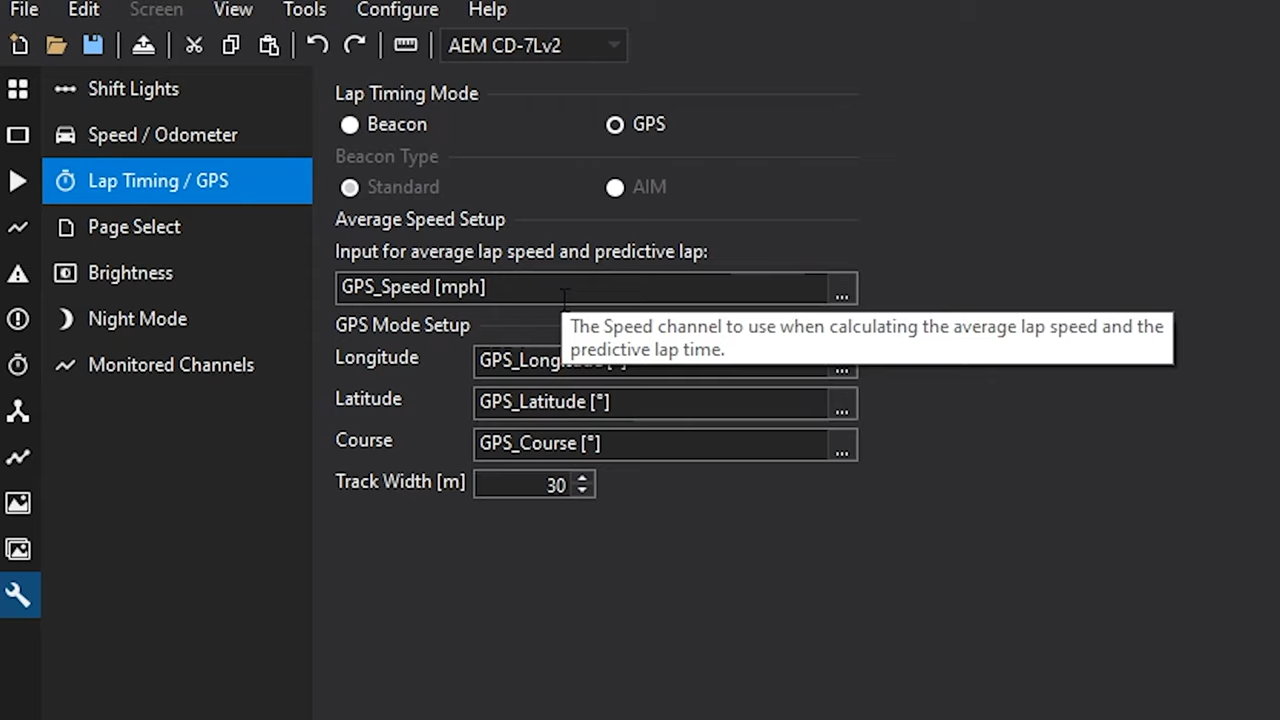 File Edit View Screen Tools Configure Help
AEM CD-7Lv2
Shift Lights
Speed / Odometer
Lap Timing / GPS
Page Select
Brightness
Night Mode
Monitored Channels
Lap Timing Mode
Beacon GPS
Beacon Type
Standard AIM
Average Speed Setup
Input for average lap speed and predictive lap:
GPS_Speed [mph] ...
The Speed channel to use when calculating the average lap speed and the
predictive lap time.
GPS Mode Setup
Longitude ...
Latitude GPS_Latitude [°] ...
Course GPS_Course [°] ...
Track Width [m] 30